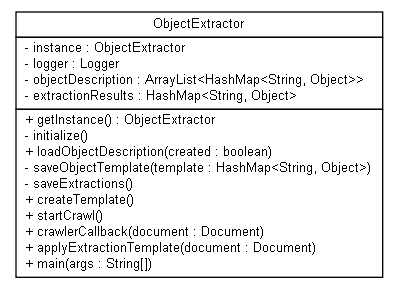 ObjectExtractor
- instance : ObjectExtractor
- logger : Logger
- objectDescription : ArrayList<HashMap<String, Object>>
- extractionResults : HashMap<String, Object>
+ getInstance() : ObjectExtractor
- initialize()
+ loadObjectDescription(created : boolean)
- saveObjectTemplate(template : HashMap<String, Object>)
- saveExtractions()
+ createTemplate()
+ startCrawl()
+ crawlerCallback(document : Document)
+ applyExtractionTemplate(document : Document)
+ main(args : String[])